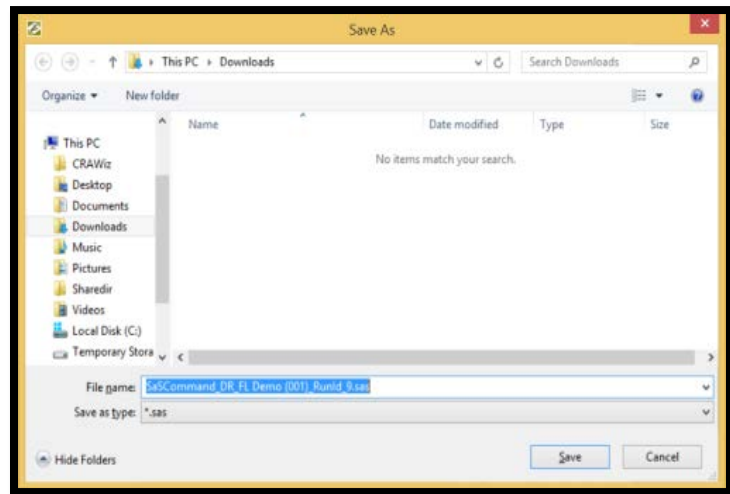 Save As
This PC Downloads
Search Downloads
Organize New folder
Name Date modified Type Size
No items match your search.
This PC
CRAWiz
Desktop
Documents
Downloads
Music
Pictures
Sharedir
Videos
Local Disk (C:)
Temporary Stora
File name: SaSCommand_DR_FL Demo (001)_RunId_9.sas
Save as type: *.sas
Hide Folders Save Cancel